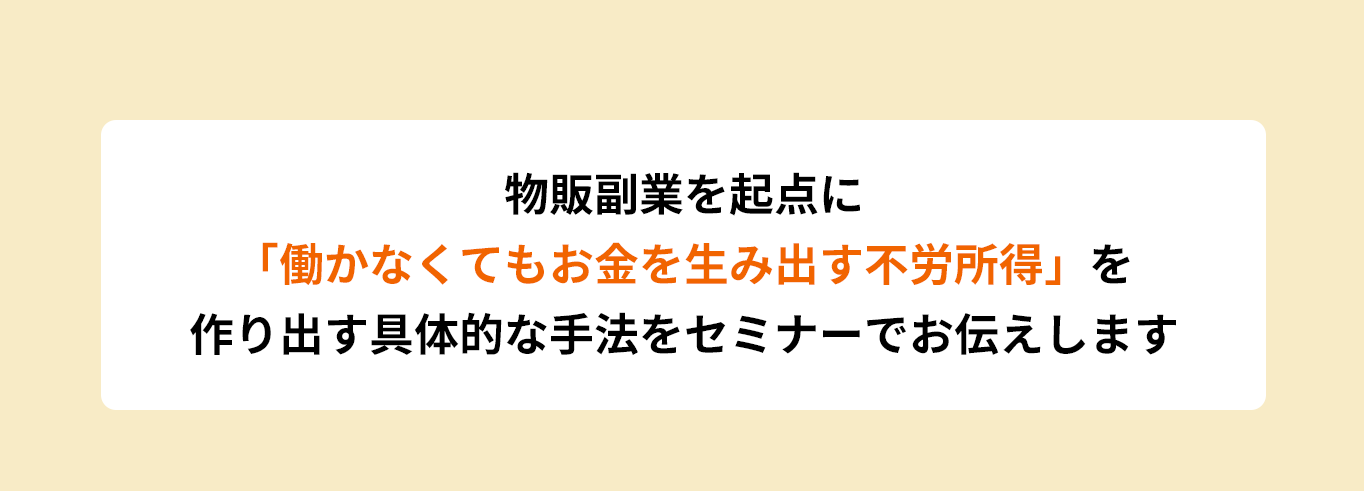 物販副業を起点に
「働かなくてもお金を生み出す不労所得」を
作り出す具体的な手法をセミナーでお伝えします